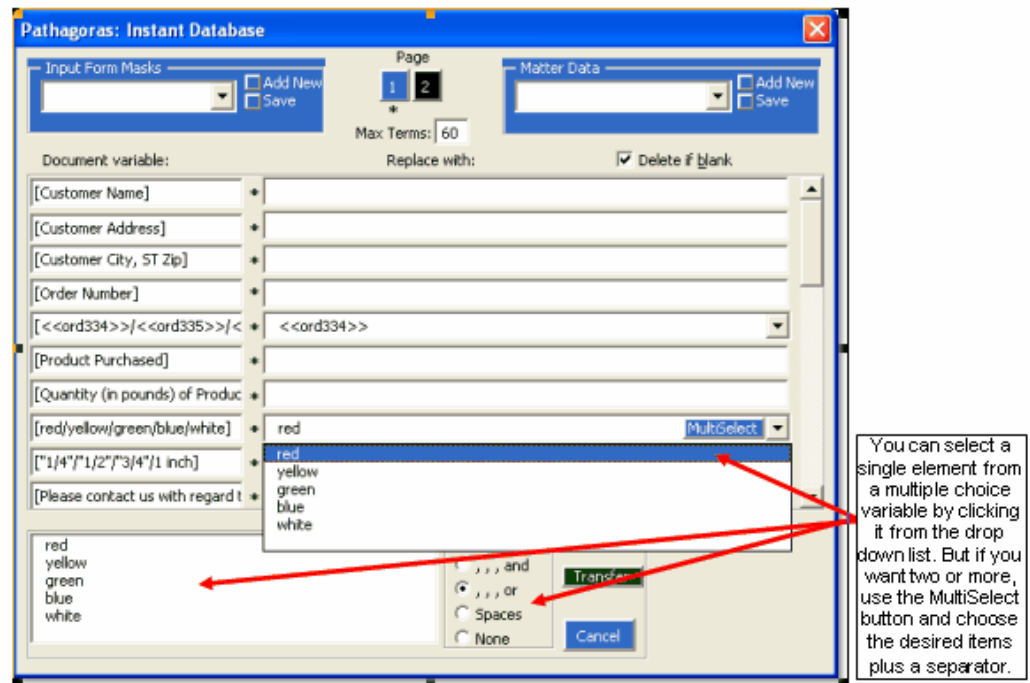 Pathagoras: Instant Database
Input Form Masks
Add New
Save
Page
1 2
*
Max Terms: 60
Matter Data
Add New
Save
Document variable:
Replace with:
Delete if blank
[Customer Name] *
[Customer Address] *
[Customer City, ST Zip] *
[Order Number] *
[<<ord334>>/<<ord335>>/< * <<ord334>>
[Product Purchased] *
[Quantity (in pounds) of Produc *
[red/yellow/green/blue/white] * red MultiSelect
["1/4"/"1/2"/"3/4"/1 inch] *
[Please contact us with regard t *
red
yellow
green
blue
white
red
yellow
green
blue
white
, , , and
, , , or
Spaces
None
Cancel
You can select a
single element from
a multiple choice
variable by clicking
it from the drop
down list. But if you
want two or more,
use the MultiSelect
button and choose
the desired items
plus a separator.